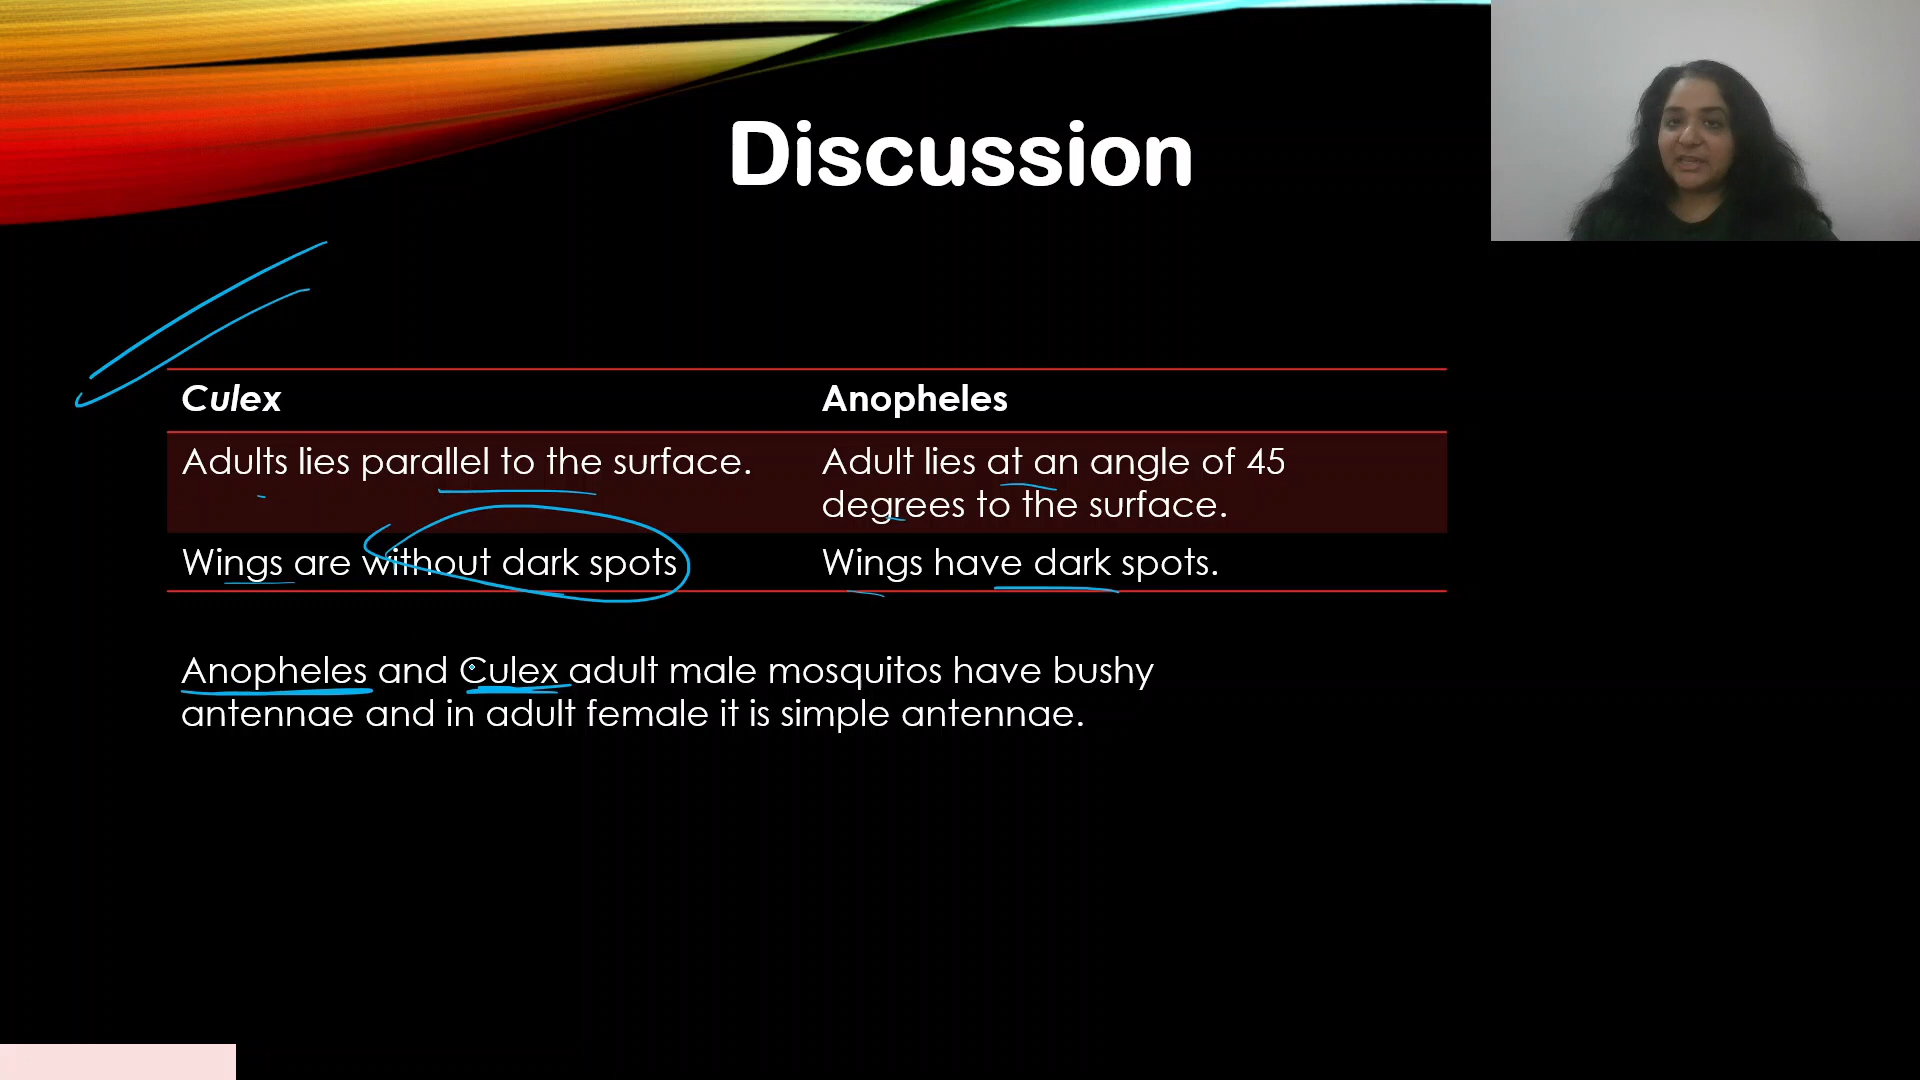 Discussion
Culex
Anopheles
Adults lies parallel to the surface.
Adult lies at an angle of 45
degrees to the surface.
Wings are without dark spots
Wings have dark spots.
Anopheles and Culex adult male mosquitos have bushy
antennae and in adult female it is simple antennae.